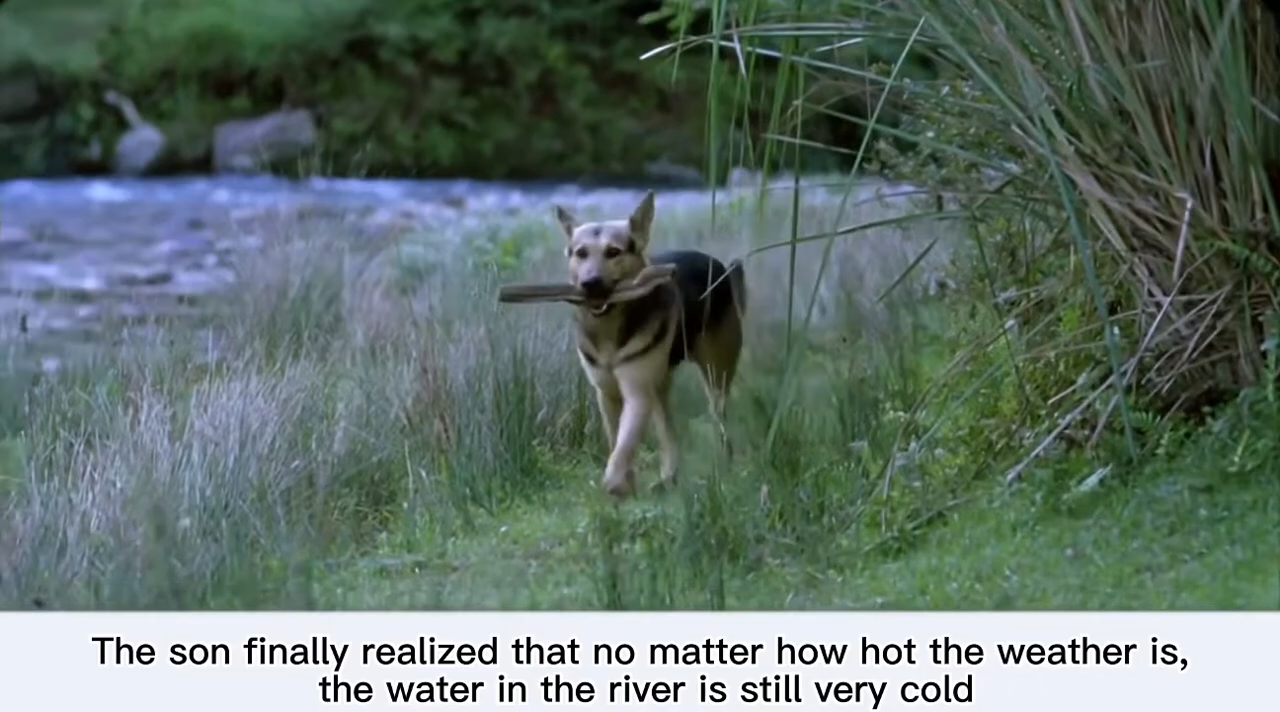 The son finally realized that no matter how hot the weather is,
the water in the river is still very cold